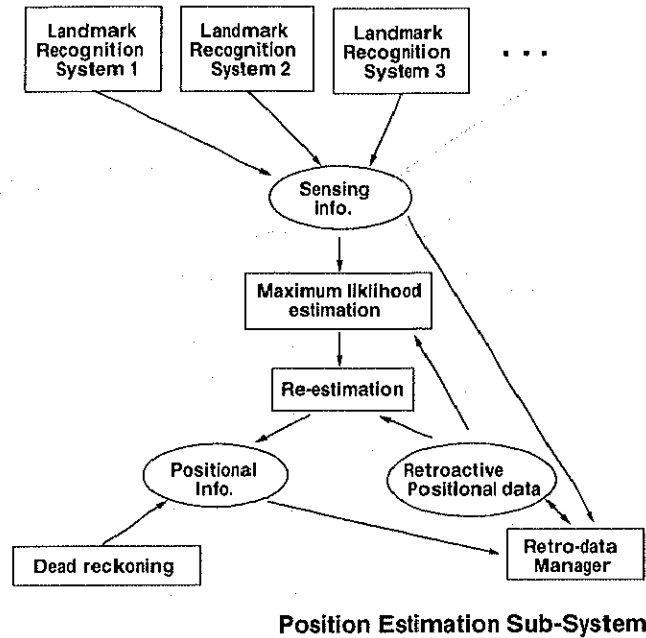 Landmark
Recognition
System 1
Landmark
Recognition
System 2
Landmark
Recognition
System 3
. . .
Sensing
info.
Maximum liklihood
estimation
Re-estimation
Positional
Info.
Retroactive
Positional data
Dead reckoning
Retro-data
Manager
Position Estimation Sub-System